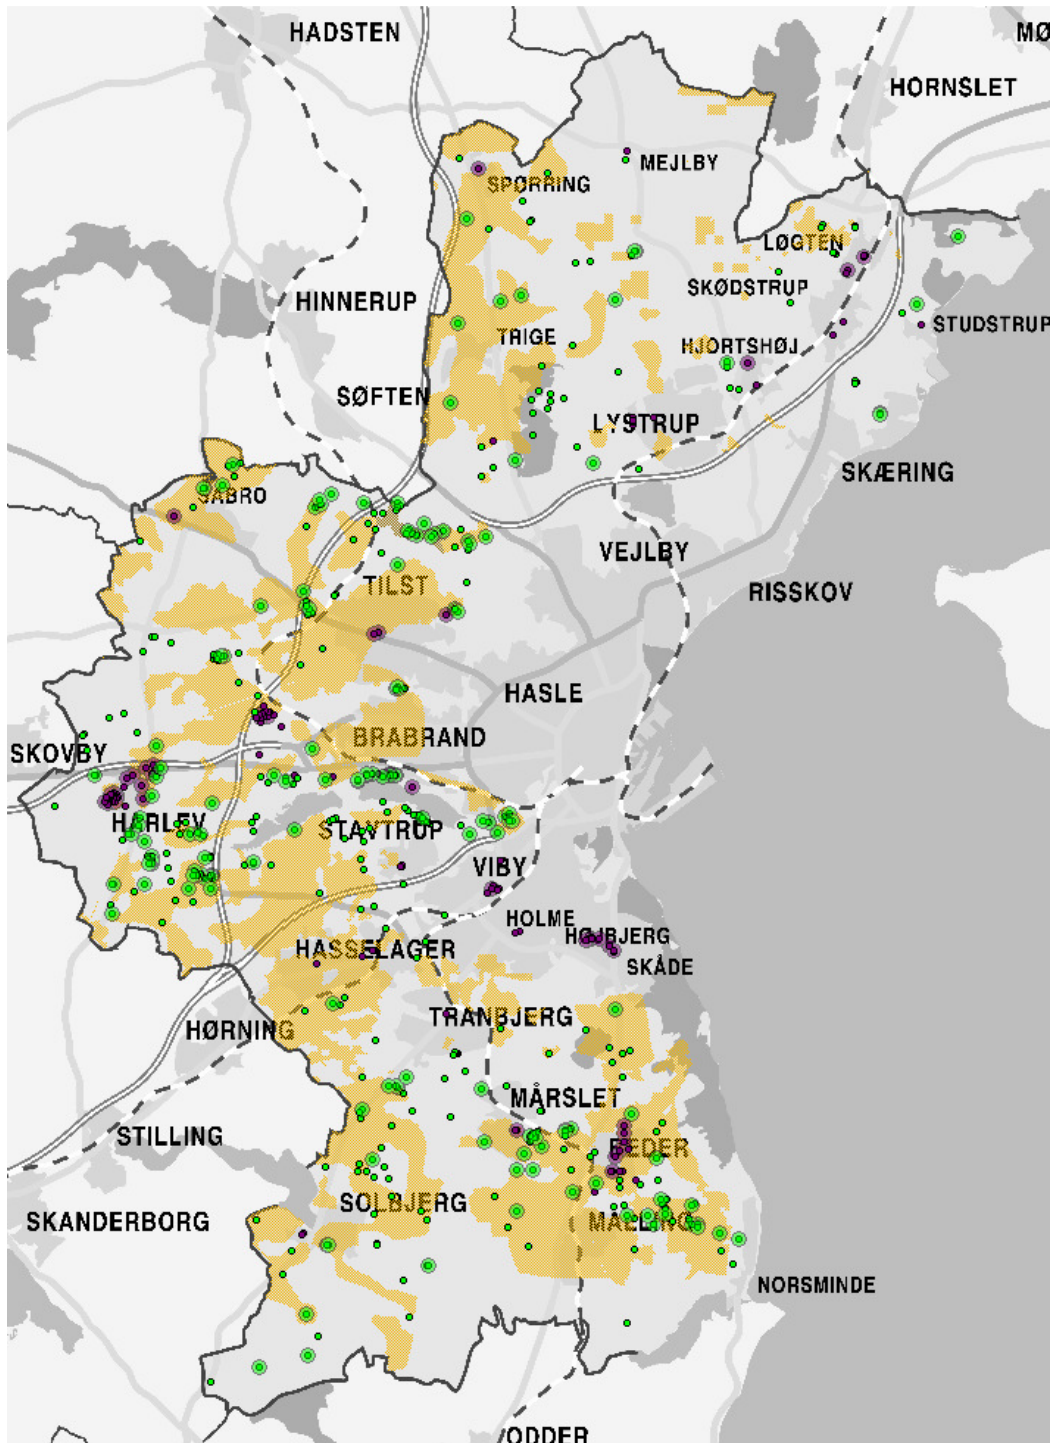 HADSTEN
MØ
HORNSLET
MEJLBY
SPØRRING
LØGTEN
SKØDSTRUP
HINNERUP
STUDSTRUP
TRIGE
HJORTSHØJ
SØFTEN
LYSTRUP
SKÆRING
SABRO
VEJLBY
TILST
RISSKOV
HASLE
BRABRAND
SKOVBY
HARLEV
STAVTRUP
VIBY
HOLME
HØJBJERG
HASSELAGER
SKÅDE
TRANBJERG
HØRNING
MÅRSLET
STILLING
BEDER
SOLBJERG
SKANDERBORG
MALLING
NORSMINDE
ODDER